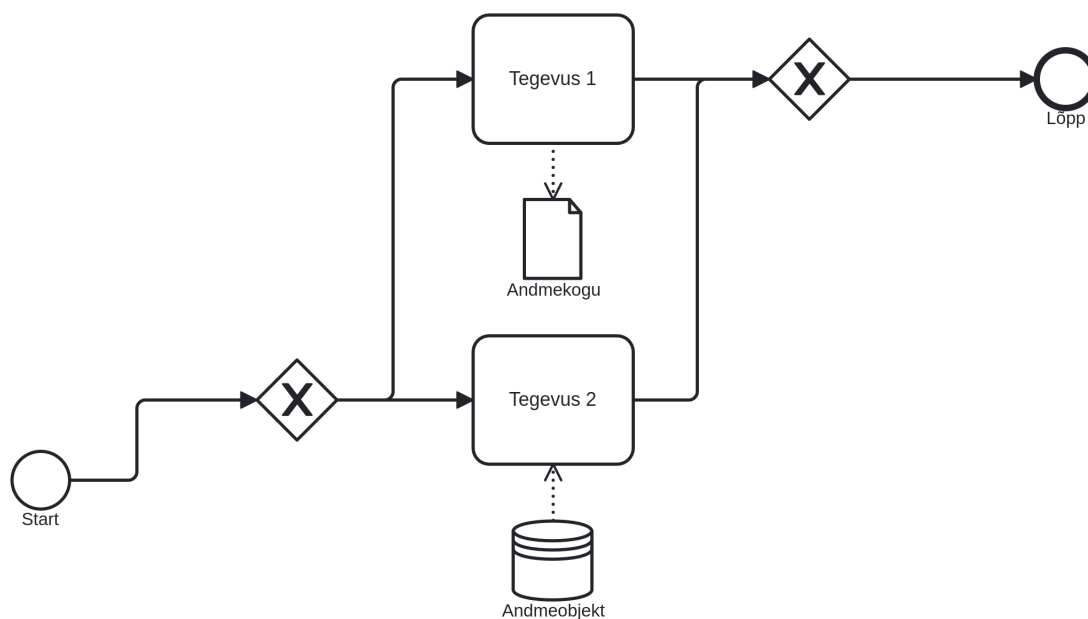 Tegevus 1
Lõpp
Andmekogu
Tegevus 2
Start
Andmeobjekt